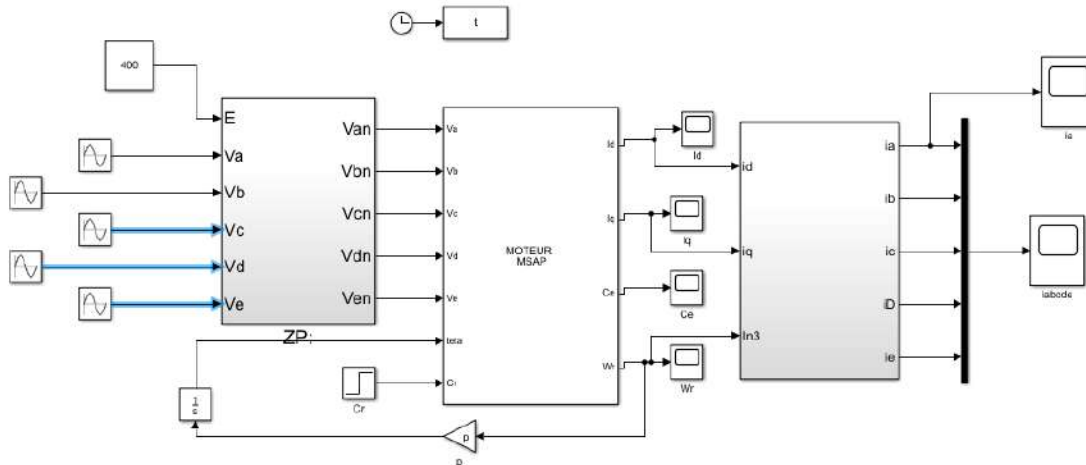 t
400
E
Va
Vb
Vc
Vd
Ve
Van
Vbn
Vcn
Vdn
Ven
ZP:
Va
Vb
Vc
Vd
Ve
teta
Cr
MOTEUR
MSAP
Id
Iq
Ce
Wr
Id
Iq
Ce
Wr
id
iq
In3
ia
ib
ic
iD
ie
ia
iabcde
1
s
Cr
p
p